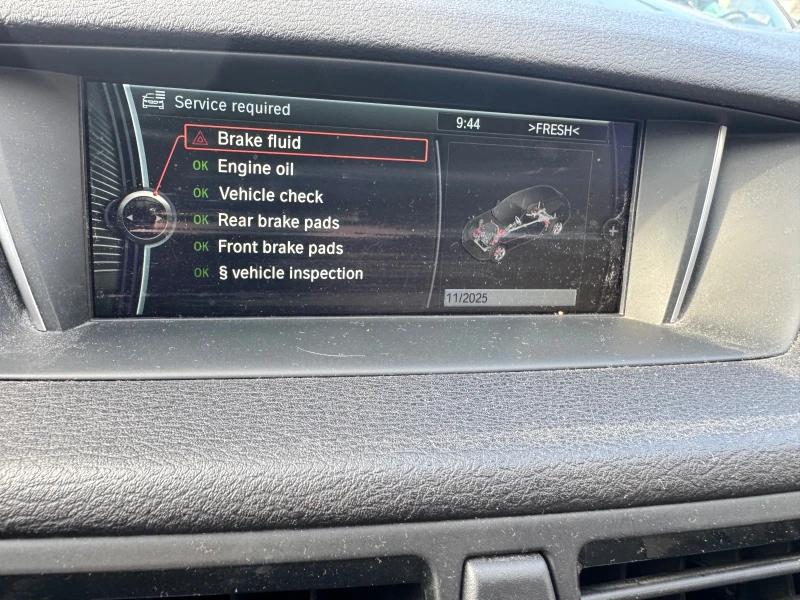 Service required
9:44 >FRESH<
Brake fluid
OK Engine oil
OK Vehicle check
OK Rear brake pads
OK Front brake pads
OK § vehicle inspection
11/2025